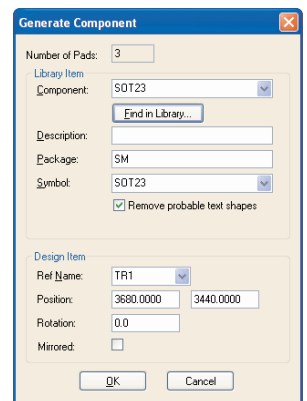 Generate Component
Number of Pads: 3
Library Item
Component: SOT23
Find in Library...
Description:
Package: SM
Symbol: SOT23
Remove probable text shapes
Design Item
Ref Name: TR1
Position: 3680.0000 3440.0000
Rotation: 0.0
Mirrored:
OK Cancel